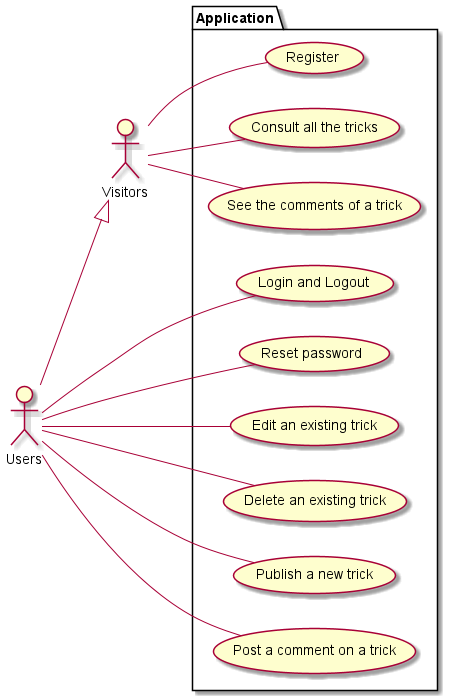 Application
Register
Consult all the tricks
Visitors
See the comments of a trick
Login and Logout
Reset password
Users
Edit an existing trick
Delete an existing trick
Publish a new trick
Post a comment on a trick